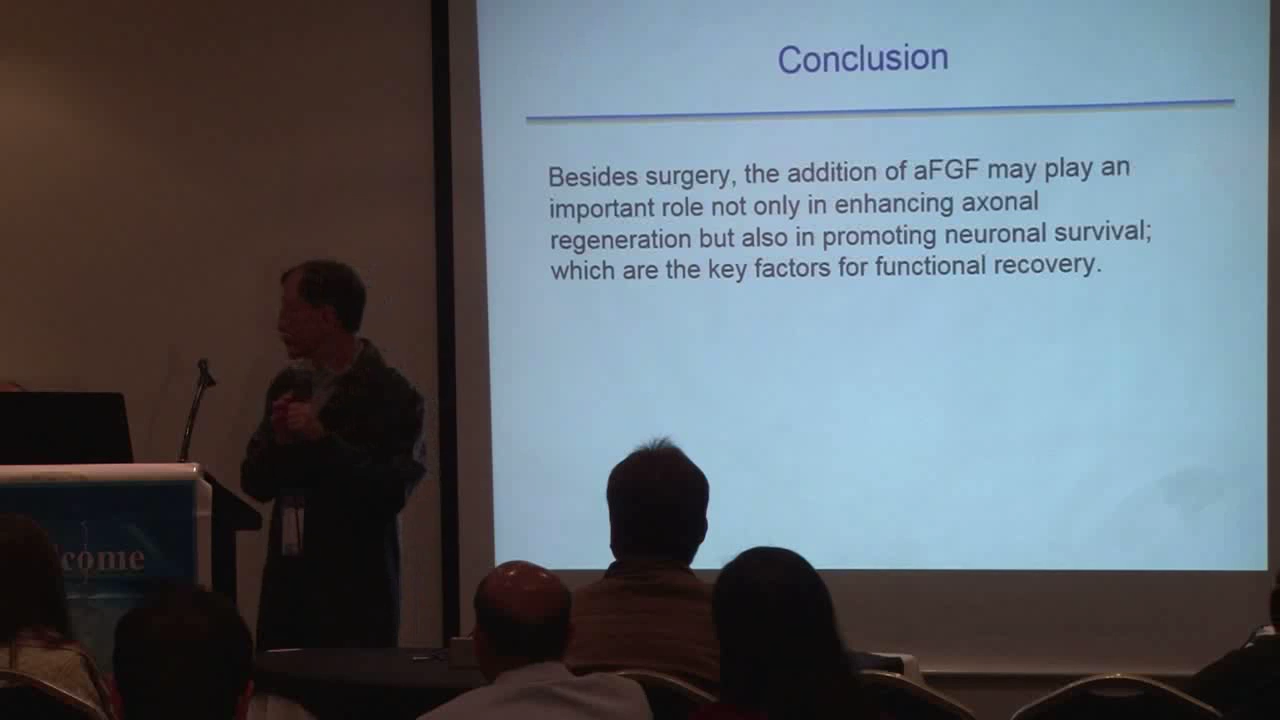 Conclusion
Besides surgery, the addition of aFGF may play an
important role not only in enhancing axonal
regeneration but also in promoting neuronal survival;
which are the key factors for functional recovery.
come